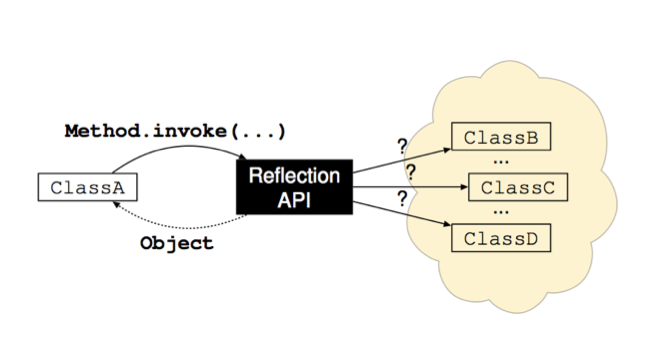 Method.invoke(...)
ClassA
Reflection
API
Object
?
?
?
ClassB
...
ClassC
...
ClassD